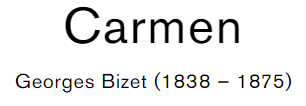 Carmen
Georges Bizet (1838 – 1875)